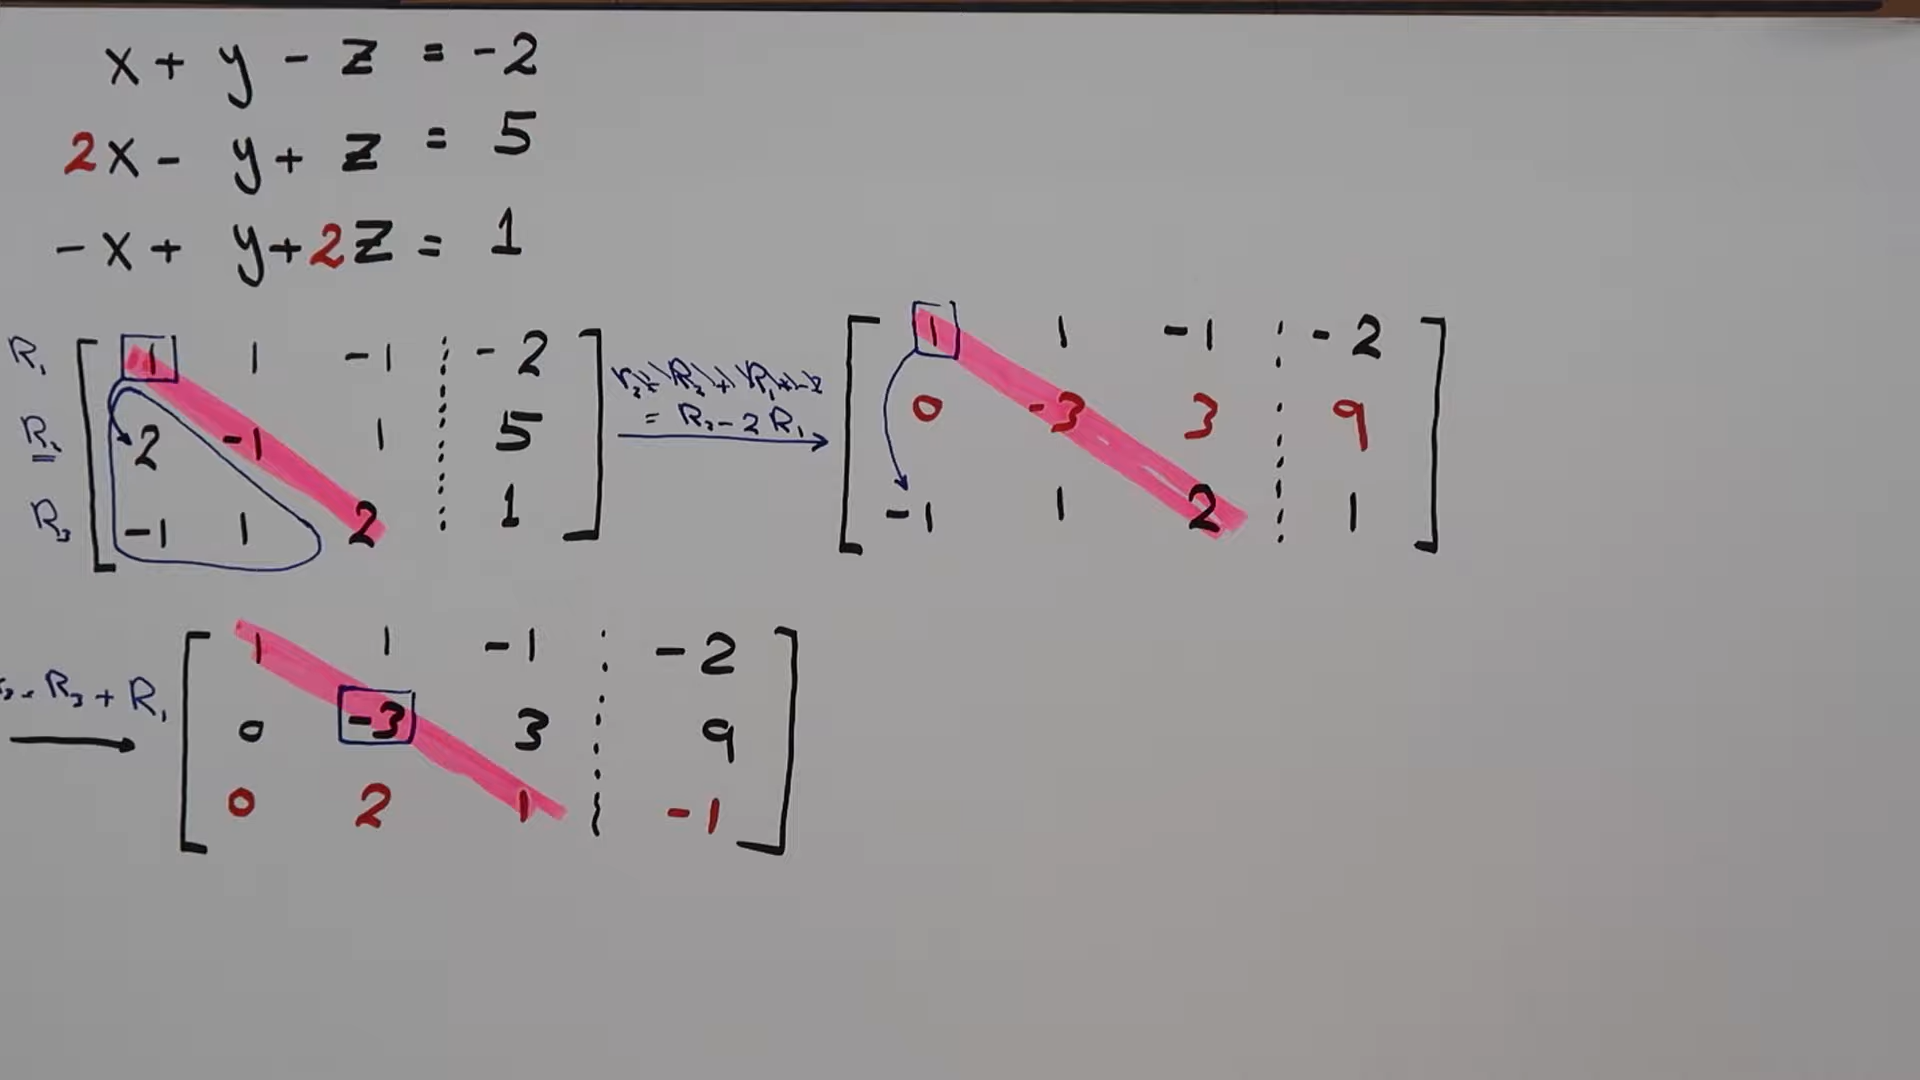 x + y - z = -2
2x - y + z = 5
-x + y + 2z = 1
R₁ 1 1 -1 -2
R₂ 2 -1 1 5
R₃ -1 1 2 1
= R₂ - 2R₁
1 1 -1 -2
0 -3 3 9
-1 1 2 1
R₃ + R₁
1 1 -1 -2
0 -3 3 9
0 2 1 -1